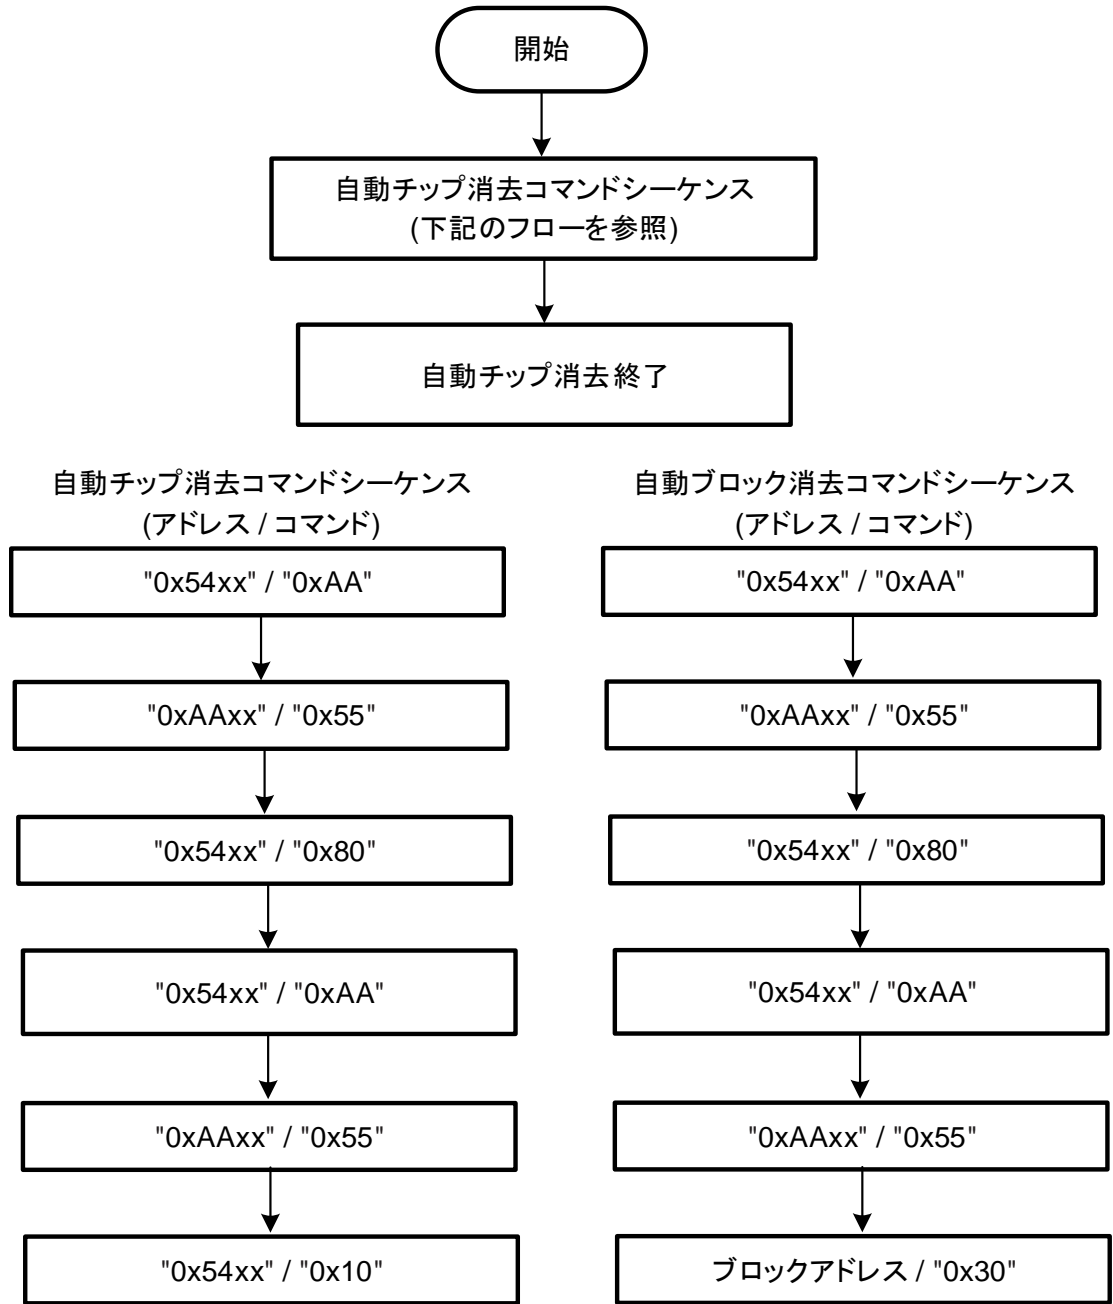 開始
自動チップ消去コマンドシーケンス
(下記のフローを参照)
自動チップ消去終了
自動チップ消去コマンドシーケンス
(アドレス / コマンド)
"0x54xx" / "0xAA"
"0xAAxx" / "0x55"
"0x54xx" / "0x80"
"0x54xx" / "0xAA"
"0xAAxx" / "0x55"
"0x54xx" / "0x10"
自動ブロック消去コマンドシーケンス
(アドレス / コマンド)
"0x54xx" / "0xAA"
"0xAAxx" / "0x55"
"0x54xx" / "0x80"
"0x54xx" / "0xAA"
"0xAAxx" / "0x55"
ブロックアドレス / "0x30"